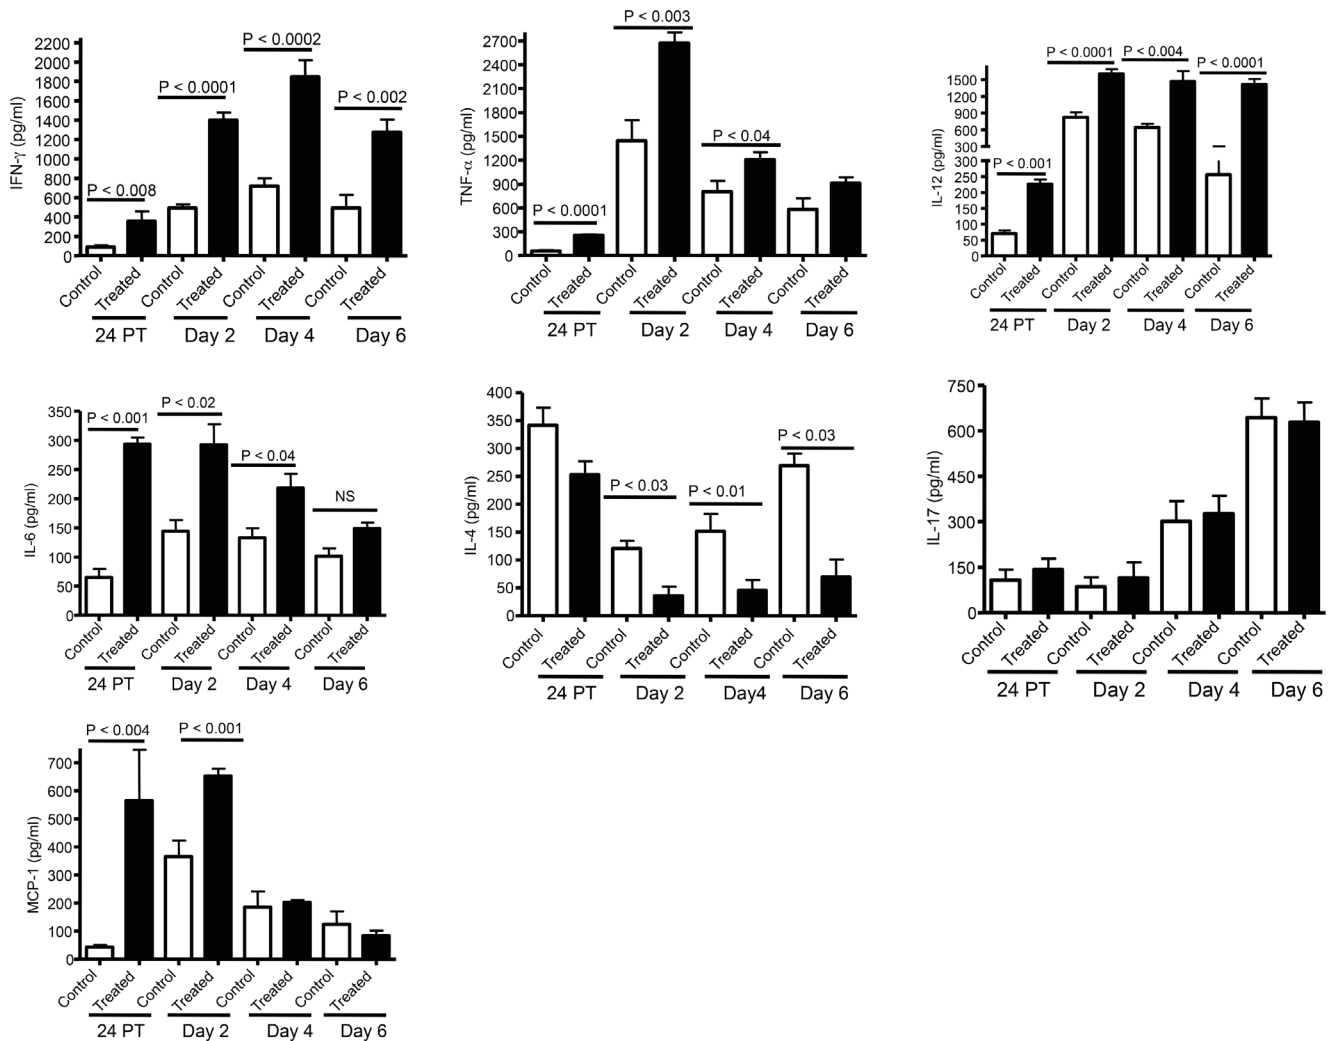 IFN-γ (pg/ml)
2200
2000
1800
1600
1400
1200
1000
800
600
400
200
0
P < 0.008
P < 0.0001
P < 0.0002
P < 0.002
Control Treated Control Treated Control Treated Control Treated
24 PT Day 2 Day 4 Day 6
TNF-α (pg/ml)
2700
2400
2100
1800
1500
1200
900
600
300
0
P < 0.0001
P < 0.003
P < 0.04
Control Treated Control Treated Control Treated Control Treated
24 PT Day 2 Day 4 Day 6
IL-12 (pg/ml)
1500
1200
900
600
300
300
250
200
150
100
50
0
P < 0.001
P < 0.0001
P < 0.004
P < 0.0001
Control Treated Control Treated Control Treated Control Treated
24 PT Day 2 Day 4 Day 6
IL-6 (pg/ml)
350
300
250
200
150
100
50
0
P < 0.001
P < 0.02
P < 0.04
NS
Control Treated Control Treated Control Treated Control Treated
24 PT Day 2 Day 4 Day 6
IL-4 (pg/ml)
400
350
300
250
200
150
100
50
0
P < 0.03
P < 0.01
P < 0.03
Control Treated Control Treated Control Treated Control Treated
24 PT Day 2 Day4 Day 6
IL-17 (pg/ml)
750
600
450
300
150
0
Control Treated Control Treated Control Treated Control Treated
24 PT Day 2 Day 4 Day 6
MCP-1 (pg/ml)
700
600
500
400
300
200
100
0
P < 0.004
P < 0.001
Control Treated Control Treated Control Treated Control Treated
24 PT Day 2 Day 4 Day 6